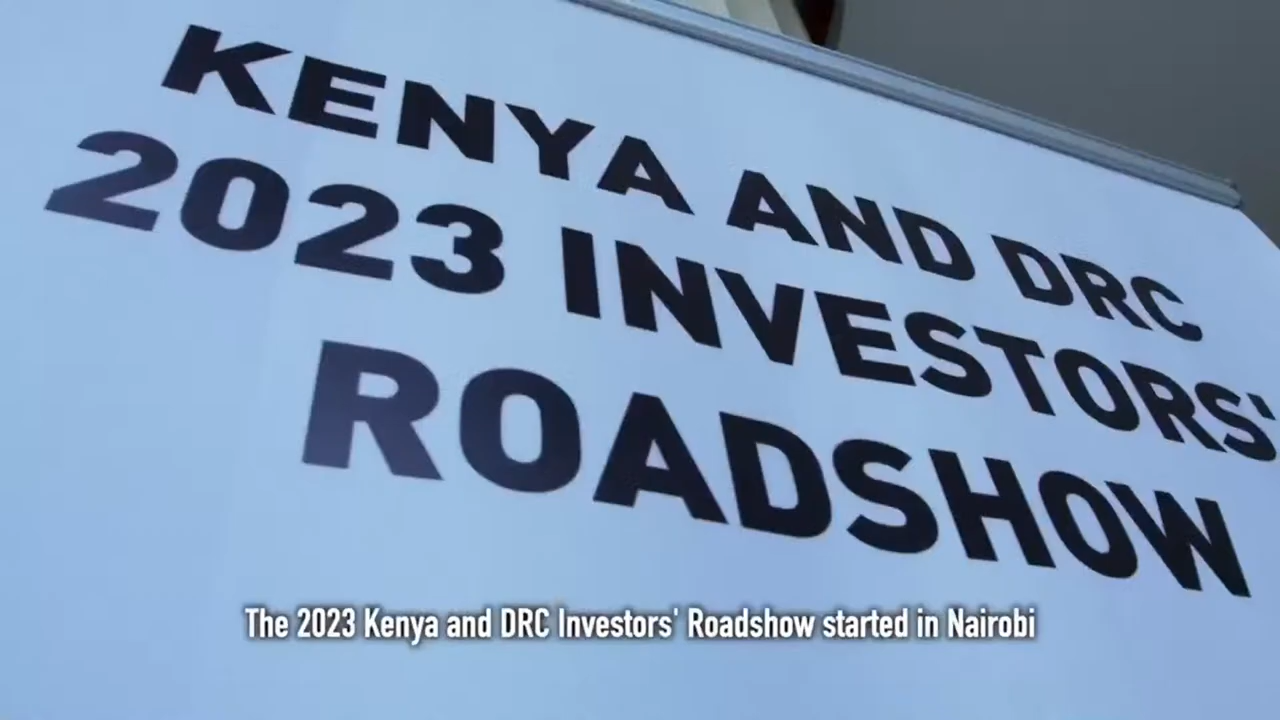 KENYA AND DRC
2023 INVESTORS'
ROADSHOW
The 2023 Kenya and DRC Investors' Roadshow started in Nairobi